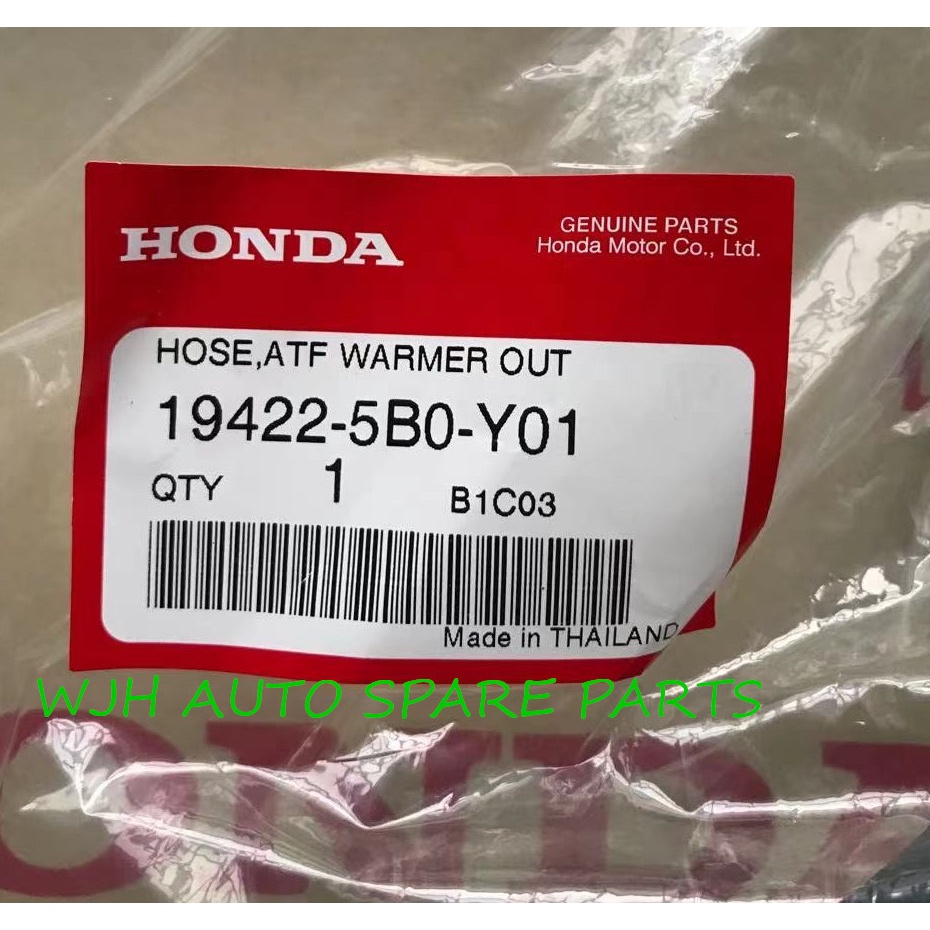 HONDA
GENUINE PARTS
Honda Motor Co., Ltd.
HOSE,ATF WARMER OUT
19422-5B0-Y01
QTY 1 B1C03
Made in THAILAND
WJH AUTO SPARE PARTS
HONDA